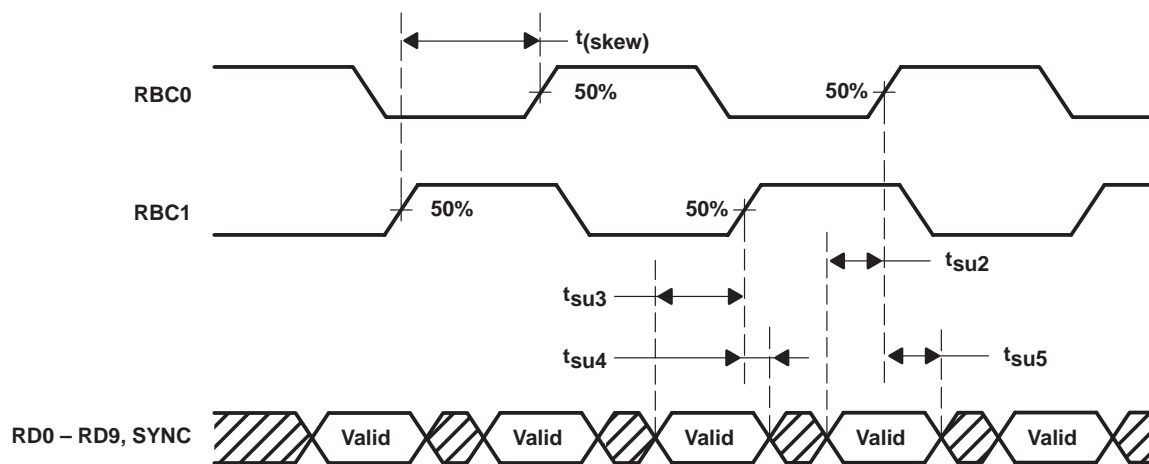 t(skew)
RBC0
50%
50%
RBC1
50%
50%
tsu2
tsu3
tsu4
tsu5
RD0 – RD9, SYNC
Valid
Valid
Valid
Valid
Valid